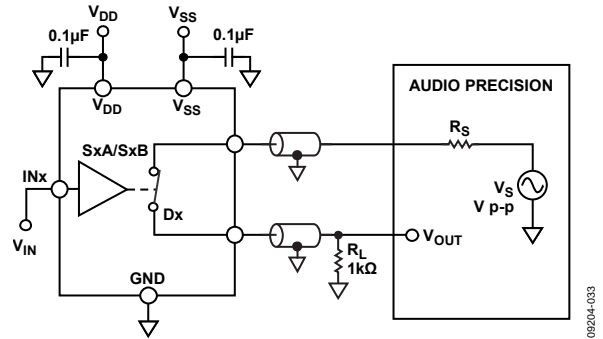 VDD
VSS
0.1µF
0.1µF
VDD
VSS
AUDIO PRECISION
SxA/SxB
RS
INx
VS
V p-p
Dx
VIN
VOUT
RL
1kΩ
GND
09204-033